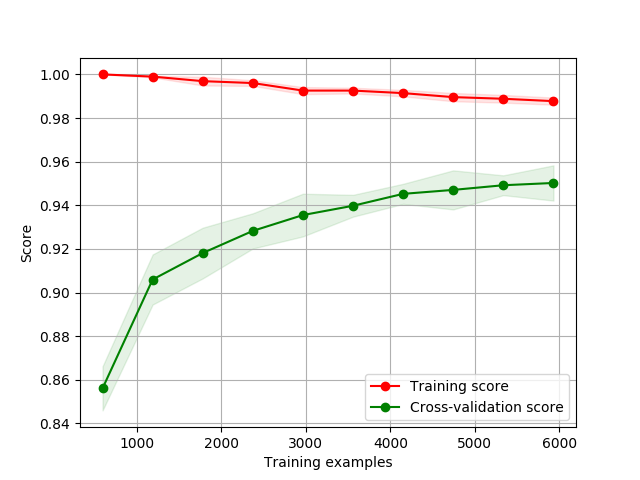 1.00
0.98
0.96
0.94
0.92
0.90
0.88
0.86
0.84
Score
Training score
Cross-validation score
1000 2000 3000 4000 5000 6000
Training examples